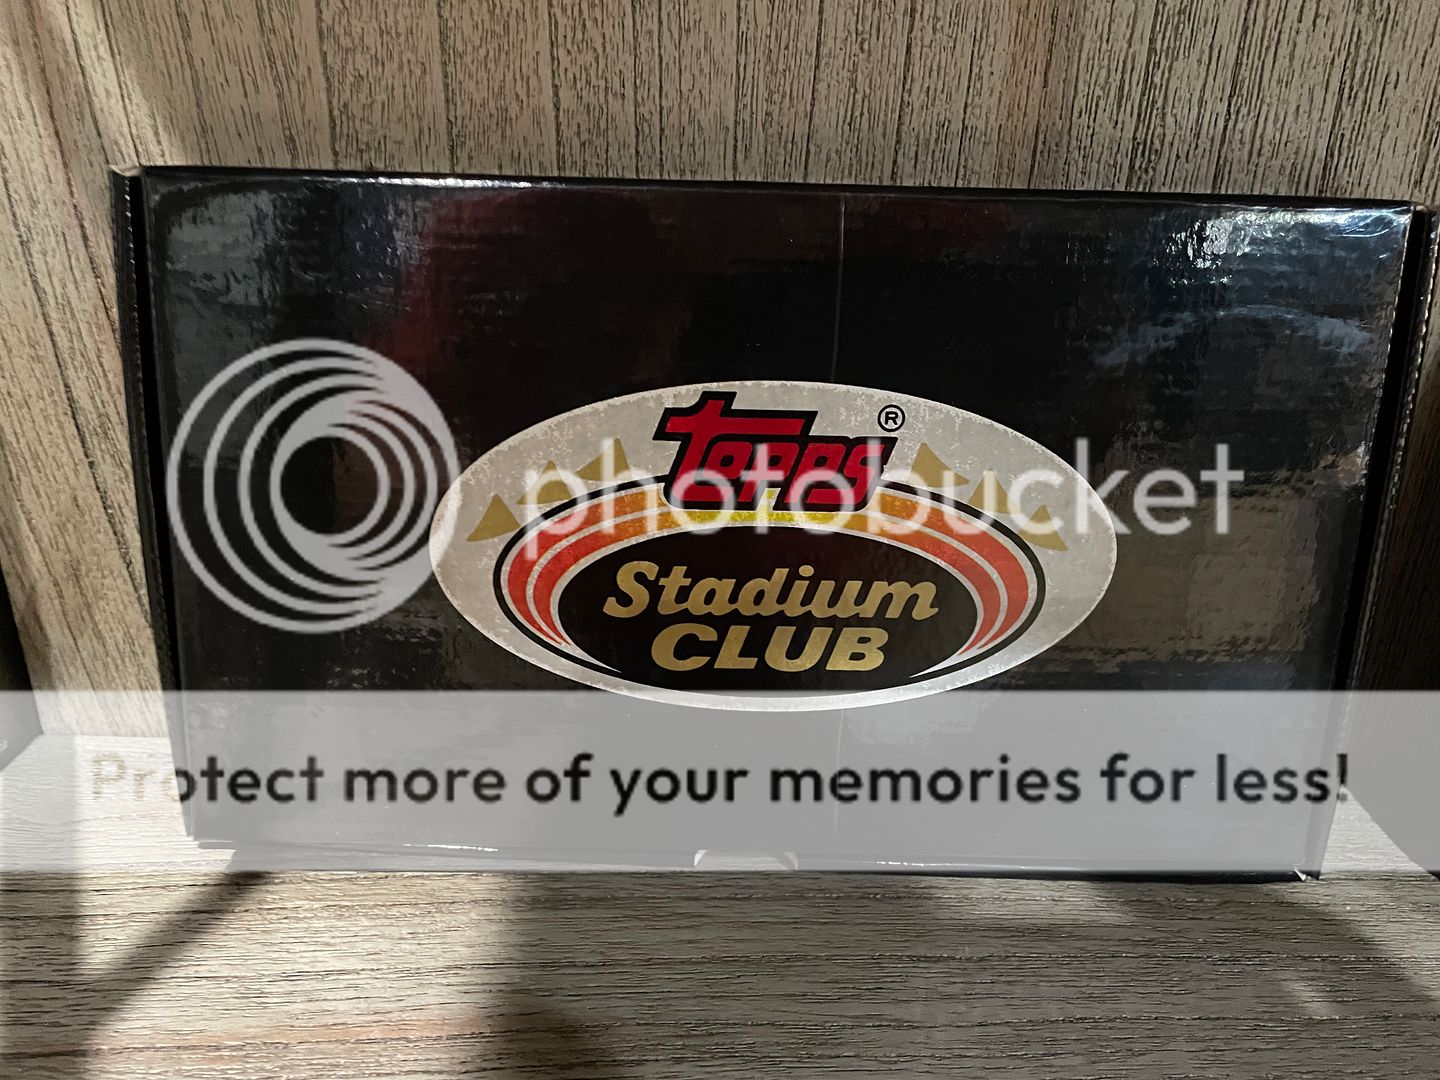 Topps®
photobucket
Stadium
CLUB
Protect more of your memories for less!